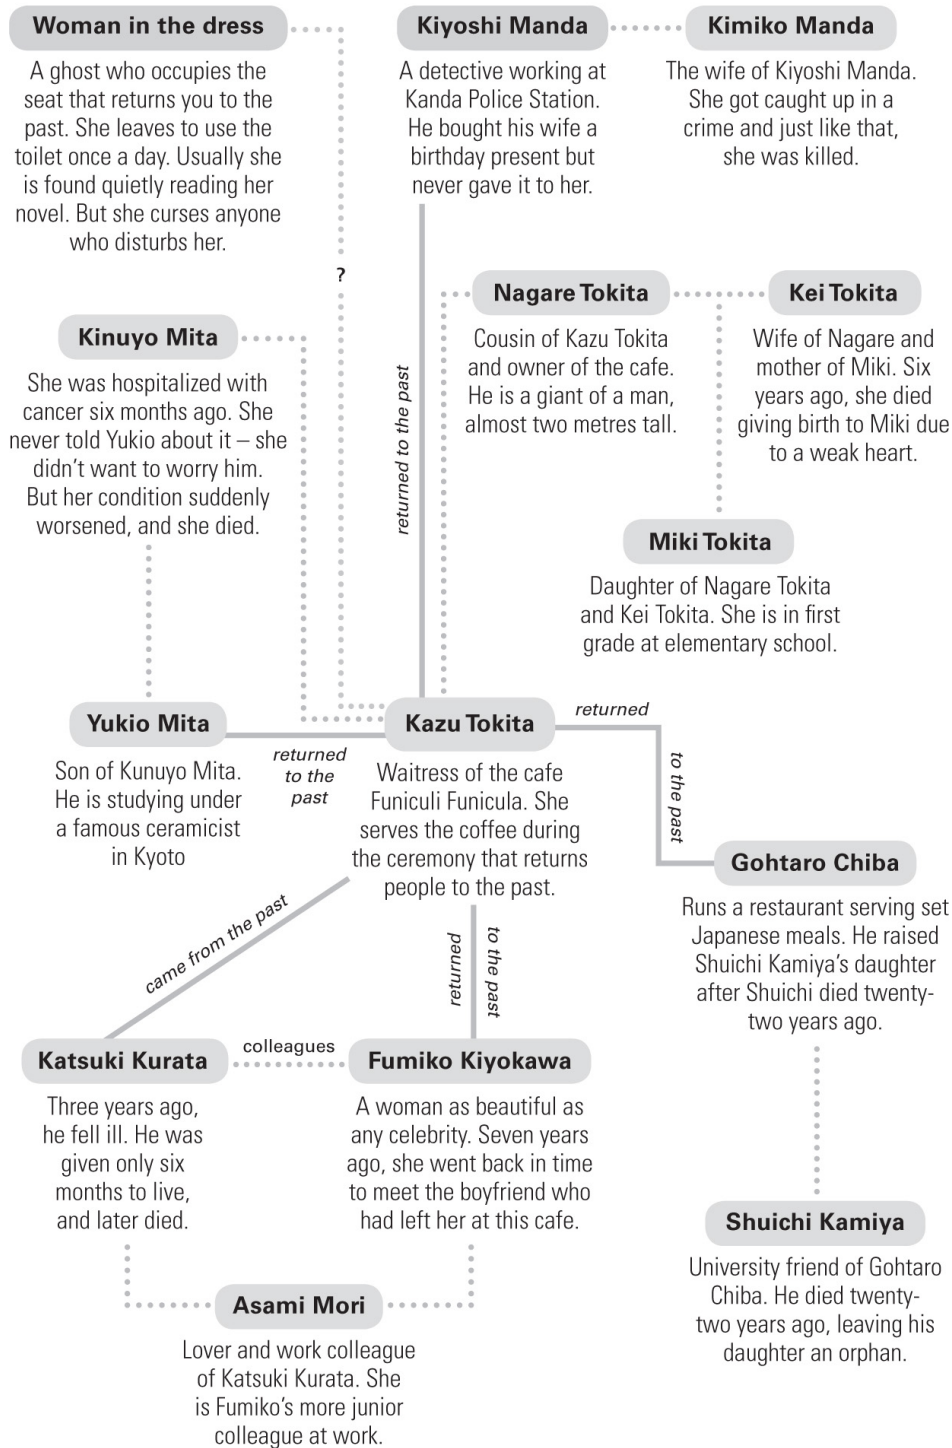 Woman in the dress
A ghost who occupies the
seat that returns you to the
past. She leaves to use the
toilet once a day. Usually she
is found quietly reading her
novel. But she curses anyone
who disturbs her.
Kiyoshi Manda
A detective working at
Kanda Police Station.
He bought his wife a
birthday present but
never gave it to her.
Kimiko Manda
The wife of Kiyoshi Manda.
She got caught up in a
crime and just like that,
she was killed.
?
returned to the past
Nagare Tokita
Cousin of Kazu Tokita
and owner of the cafe.
He is a giant of a man,
almost two metres tall.
Kei Tokita
Wife of Nagare and
mother of Miki. Six
years ago, she died
giving birth to Miki due
to a weak heart.
Kinuyo Mita
She was hospitalized with
cancer six months ago. She
never told Yukio about it – she
didn’t want to worry him.
But her condition suddenly
worsened, and she died.
Miki Tokita
Daughter of Nagare Tokita
and Kei Tokita. She is in first
grade at elementary school.
Yukio Mita
Son of Kunuyo Mita.
He is studying under
a famous ceramicist
in Kyoto
returned
to the
past
Kazu Tokita
Waitress of the cafe
Funiculi Funicula. She
serves the coffee during
the ceremony that returns
people to the past.
returned
to the past
Gohtaro Chiba
Runs a restaurant serving set
Japanese meals. He raised
Shuichi Kamiya’s daughter
after Shuichi died twenty-
two years ago.
came from the past
returned
to the past
Katsuki Kurata
Three years ago,
he fell ill. He was
given only six
months to live,
and later died.
colleagues
Fumiko Kiyokawa
A woman as beautiful as
any celebrity. Seven years
ago, she went back in time
to meet the boyfriend who
had left her at this cafe.
Shuichi Kamiya
University friend of Gohtaro
Chiba. He died twenty-
two years ago, leaving his
daughter an orphan.
Asami Mori
Lover and work colleague
of Katsuki Kurata. She
is Fumiko’s more junior
colleague at work.